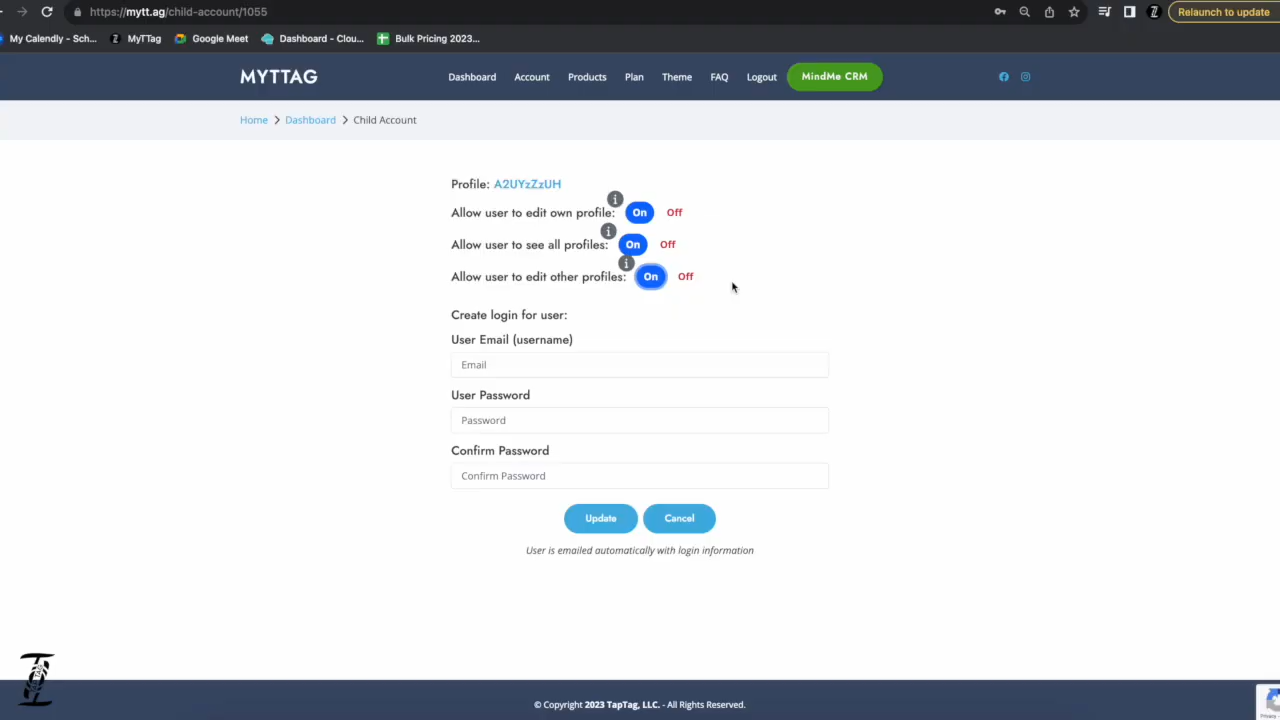 https://mytt.ag/child-account/1055
Relaunch to update
My Calendly - Sch...
MyTTag
Google Meet
Dashboard - Clou...
Bulk Pricing 2023...
MYTTAG
Dashboard
Account
Products
Plan
Theme
FAQ
Logout
MindMe CRM
Home > Dashboard > Child Account
Profile: A2UYzZzUH
Allow user to edit own profile: On Off
Allow user to see all profiles: On Off
Allow user to edit other profiles: On Off
Create login for user:
User Email (username)
Email
User Password
Password
Confirm Password
Confirm Password
Update
Cancel
User is emailed automatically with login information
© Copyright 2023 TapTag, LLC. - All Rights Reserved.